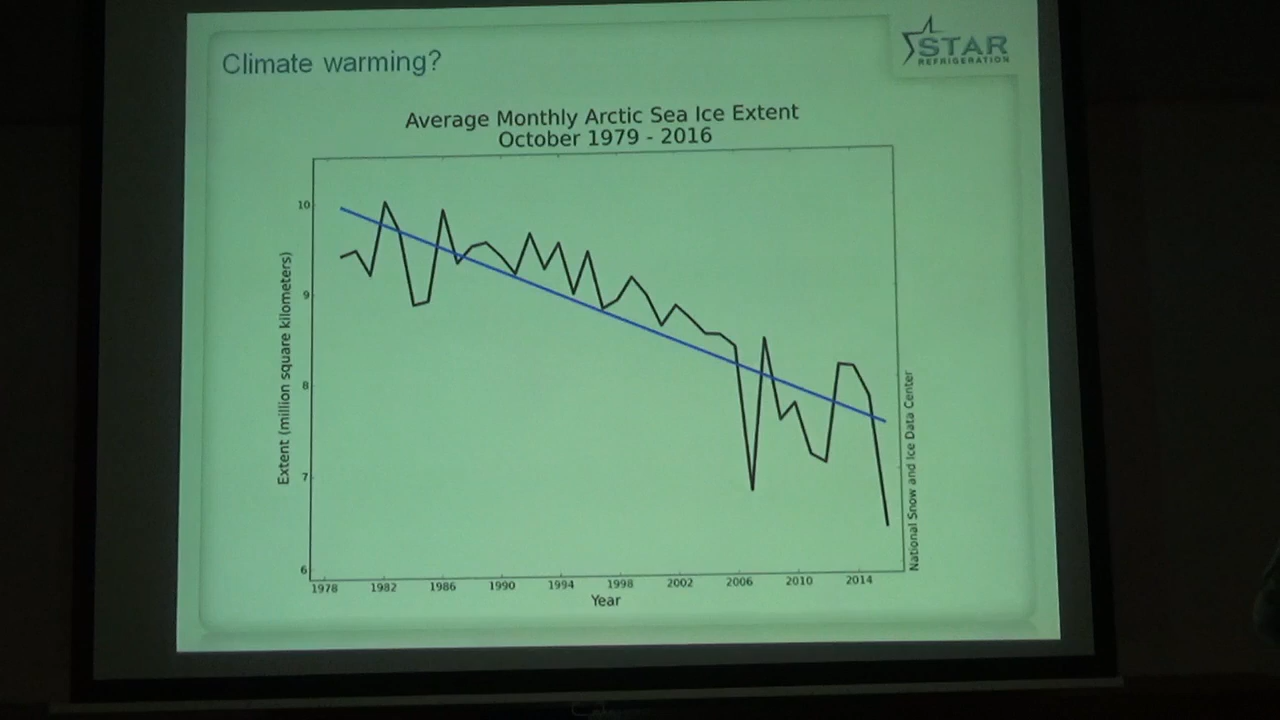 Climate warming?
STAR
REFRIGERATION
Average Monthly Arctic Sea Ice Extent
October 1979 - 2016
Extent (million square kilometers)
10
9
8
7
6
1978 1982 1986 1990 1994 1998 2002 2006 2010 2014
Year
National Snow and Ice Data Center